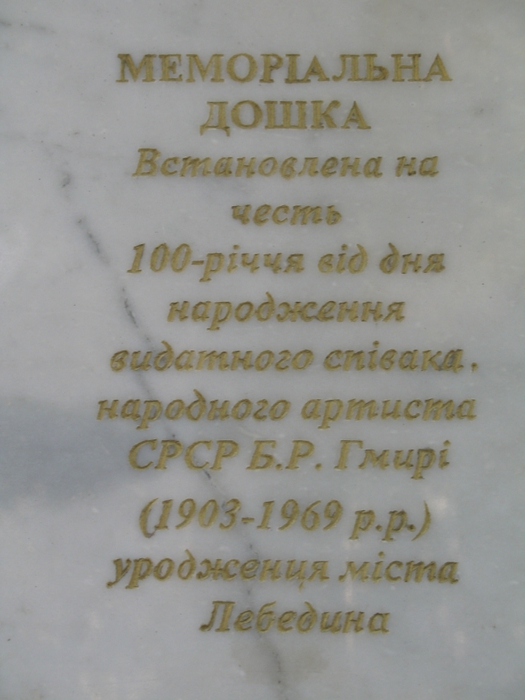 МЕМОРІАЛЬНА
ДОШКА
Встановлена на
честь
100-річчя від дня
народження
видатного співака,
народного артиста
СРСР Б.Р. Гмирі
(1903-1969 р.р.)
уродженця міста
Лебедина